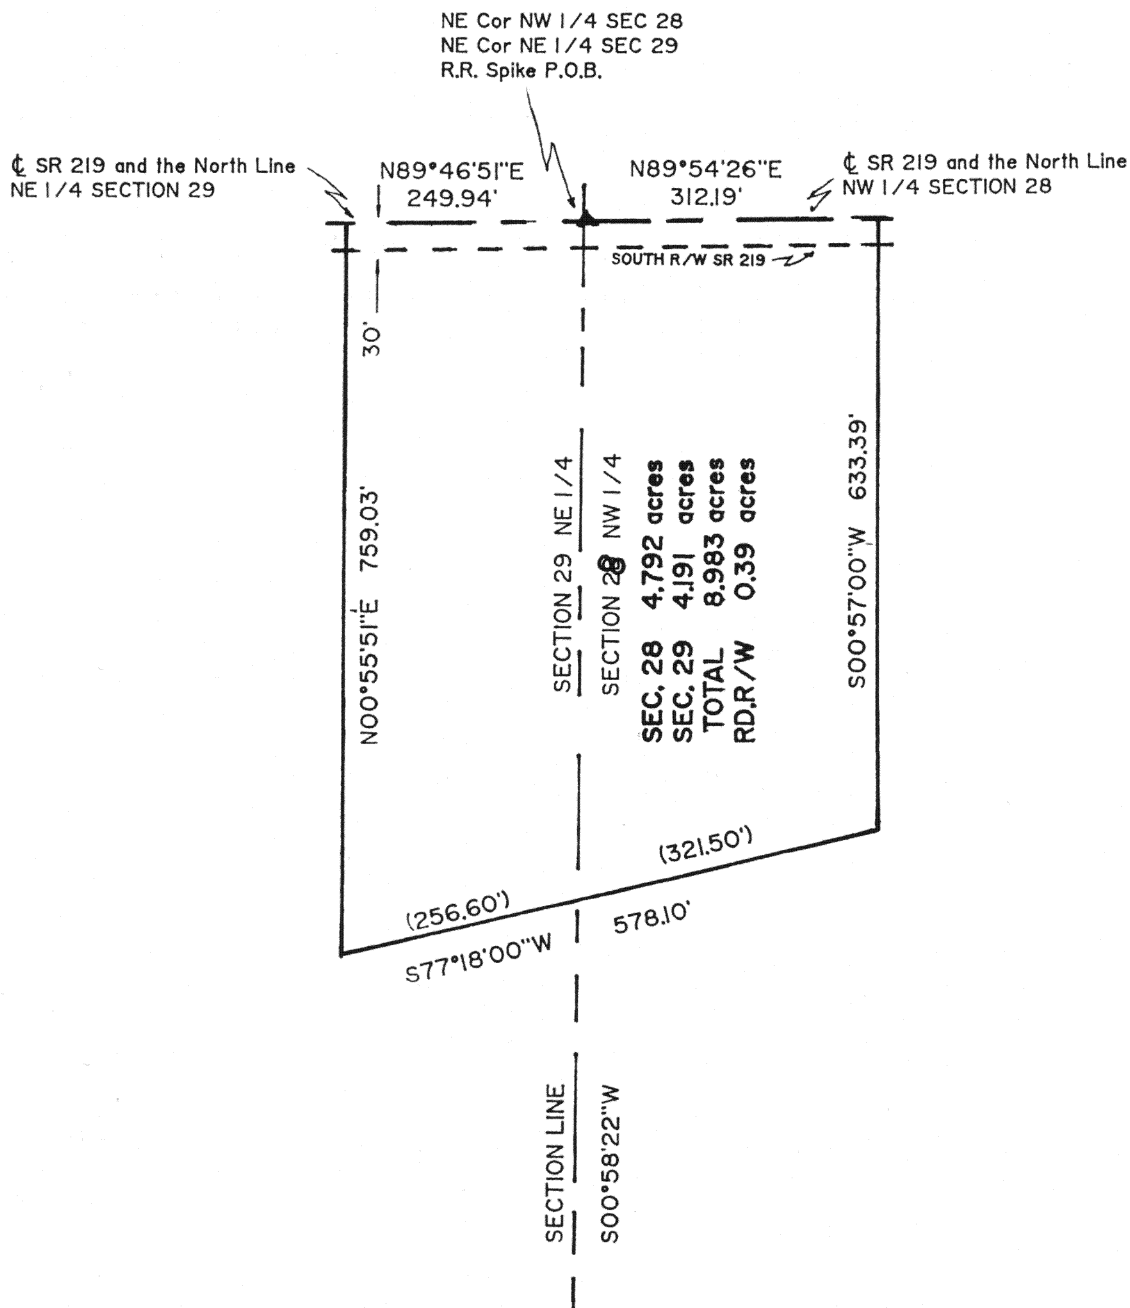 NE Cor NW 1/4 SEC 28
NE Cor NE 1/4 SEC 29
R.R. Spike P.O.B.
℄ SR 219 and the North Line
NE 1/4 SECTION 29
N89°46'51"E
249.94'
N89°54'26"E
312.19'
℄ SR 219 and the North Line
NW 1/4 SECTION 28
SOUTH R/W SR 219
30'
N00°55'51"E 759.03'
SECTION 29 NE 1/4
SECTION 28 NW 1/4
SEC. 28 4.792 acres
SEC. 29 4.191 acres
TOTAL 8.983 acres
RD.R/W 0.39 acres
S00°57'00"W 633.39'
(321.50')
(256.60')
578.10'
S77°18'00"W
SECTION LINE
S00°58'22"W